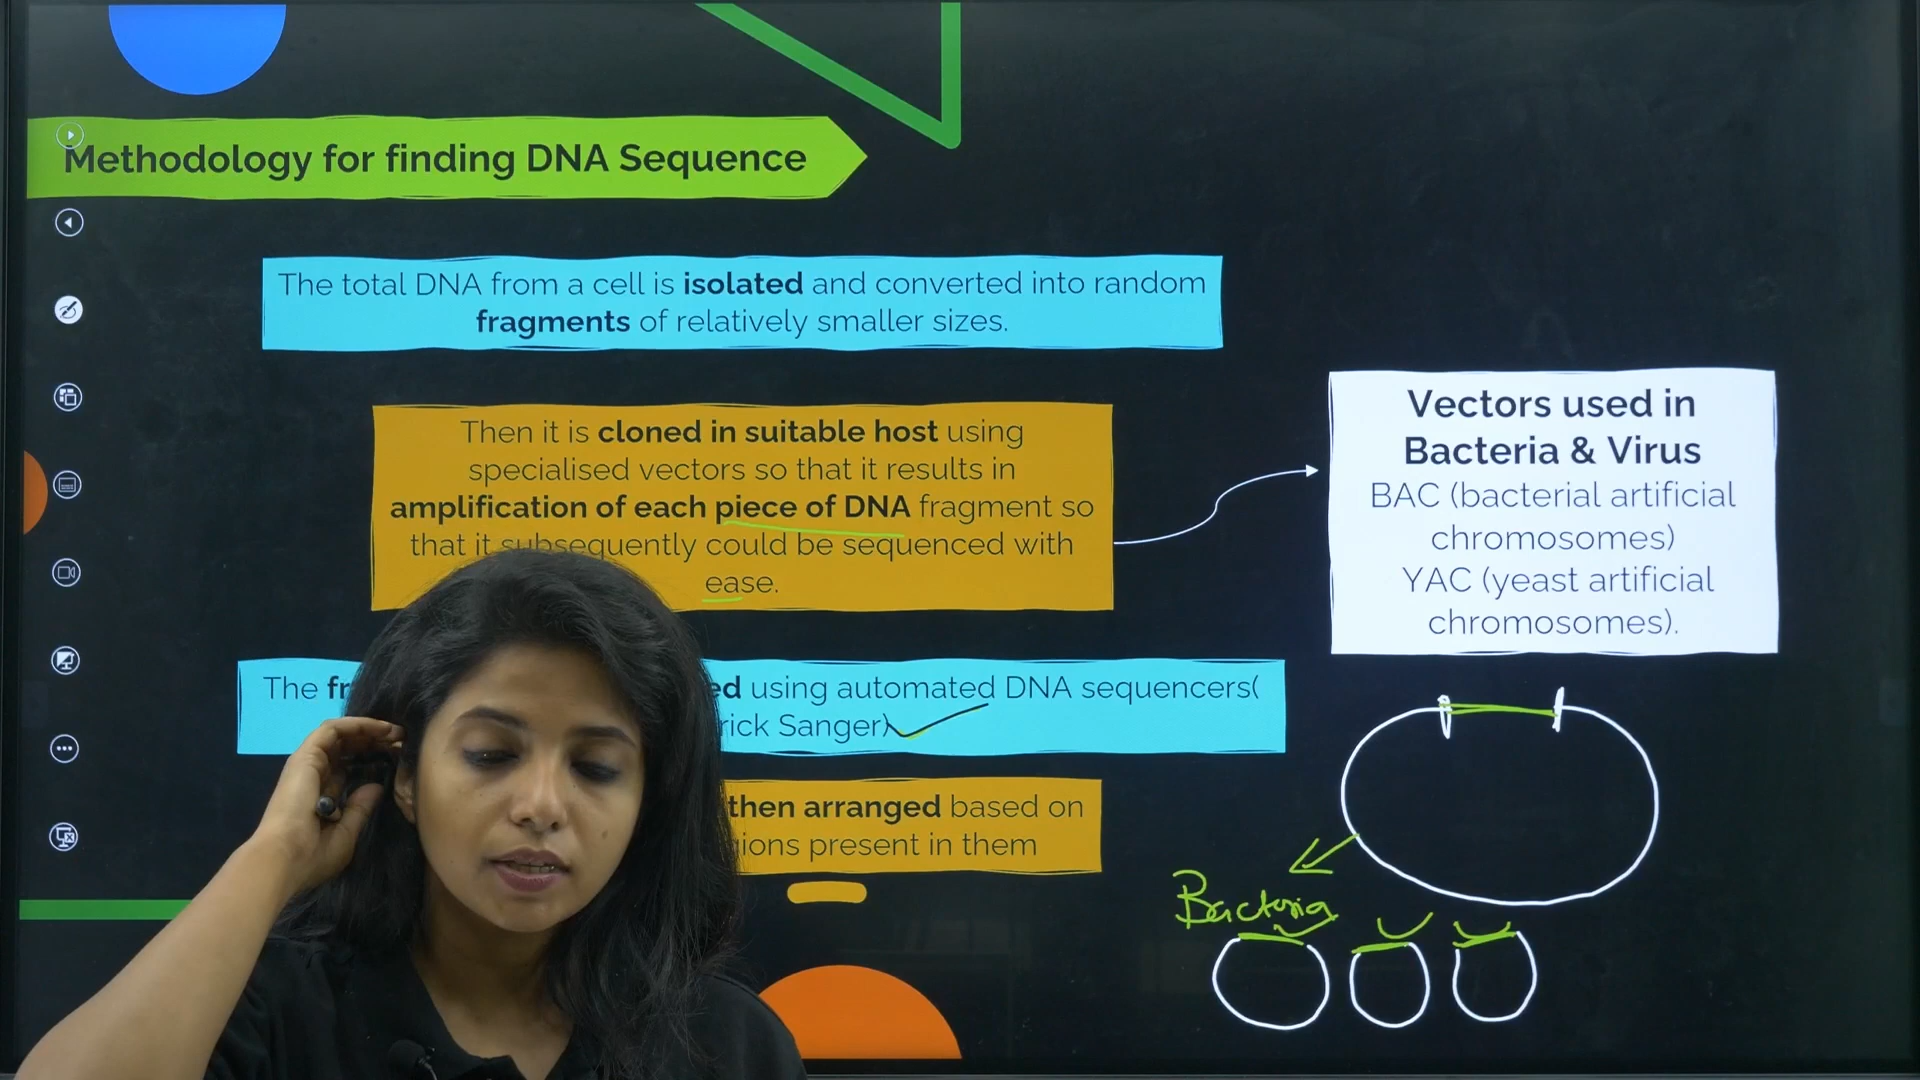 Methodology for finding DNA Sequence
The total DNA from a cell is isolated and converted into random
fragments of relatively smaller sizes.
Then it is cloned in suitable host using
specialised vectors so that it results in
amplification of each piece of DNA fragment so
that it subsequently could be sequenced with
ease.
Vectors used in
Bacteria & Virus
BAC (bacterial artificial
chromosomes)
YAC (yeast artificial
chromosomes).
The using automated DNA sequencers(
Sanger)
then arranged based on
present in them
Bacteria